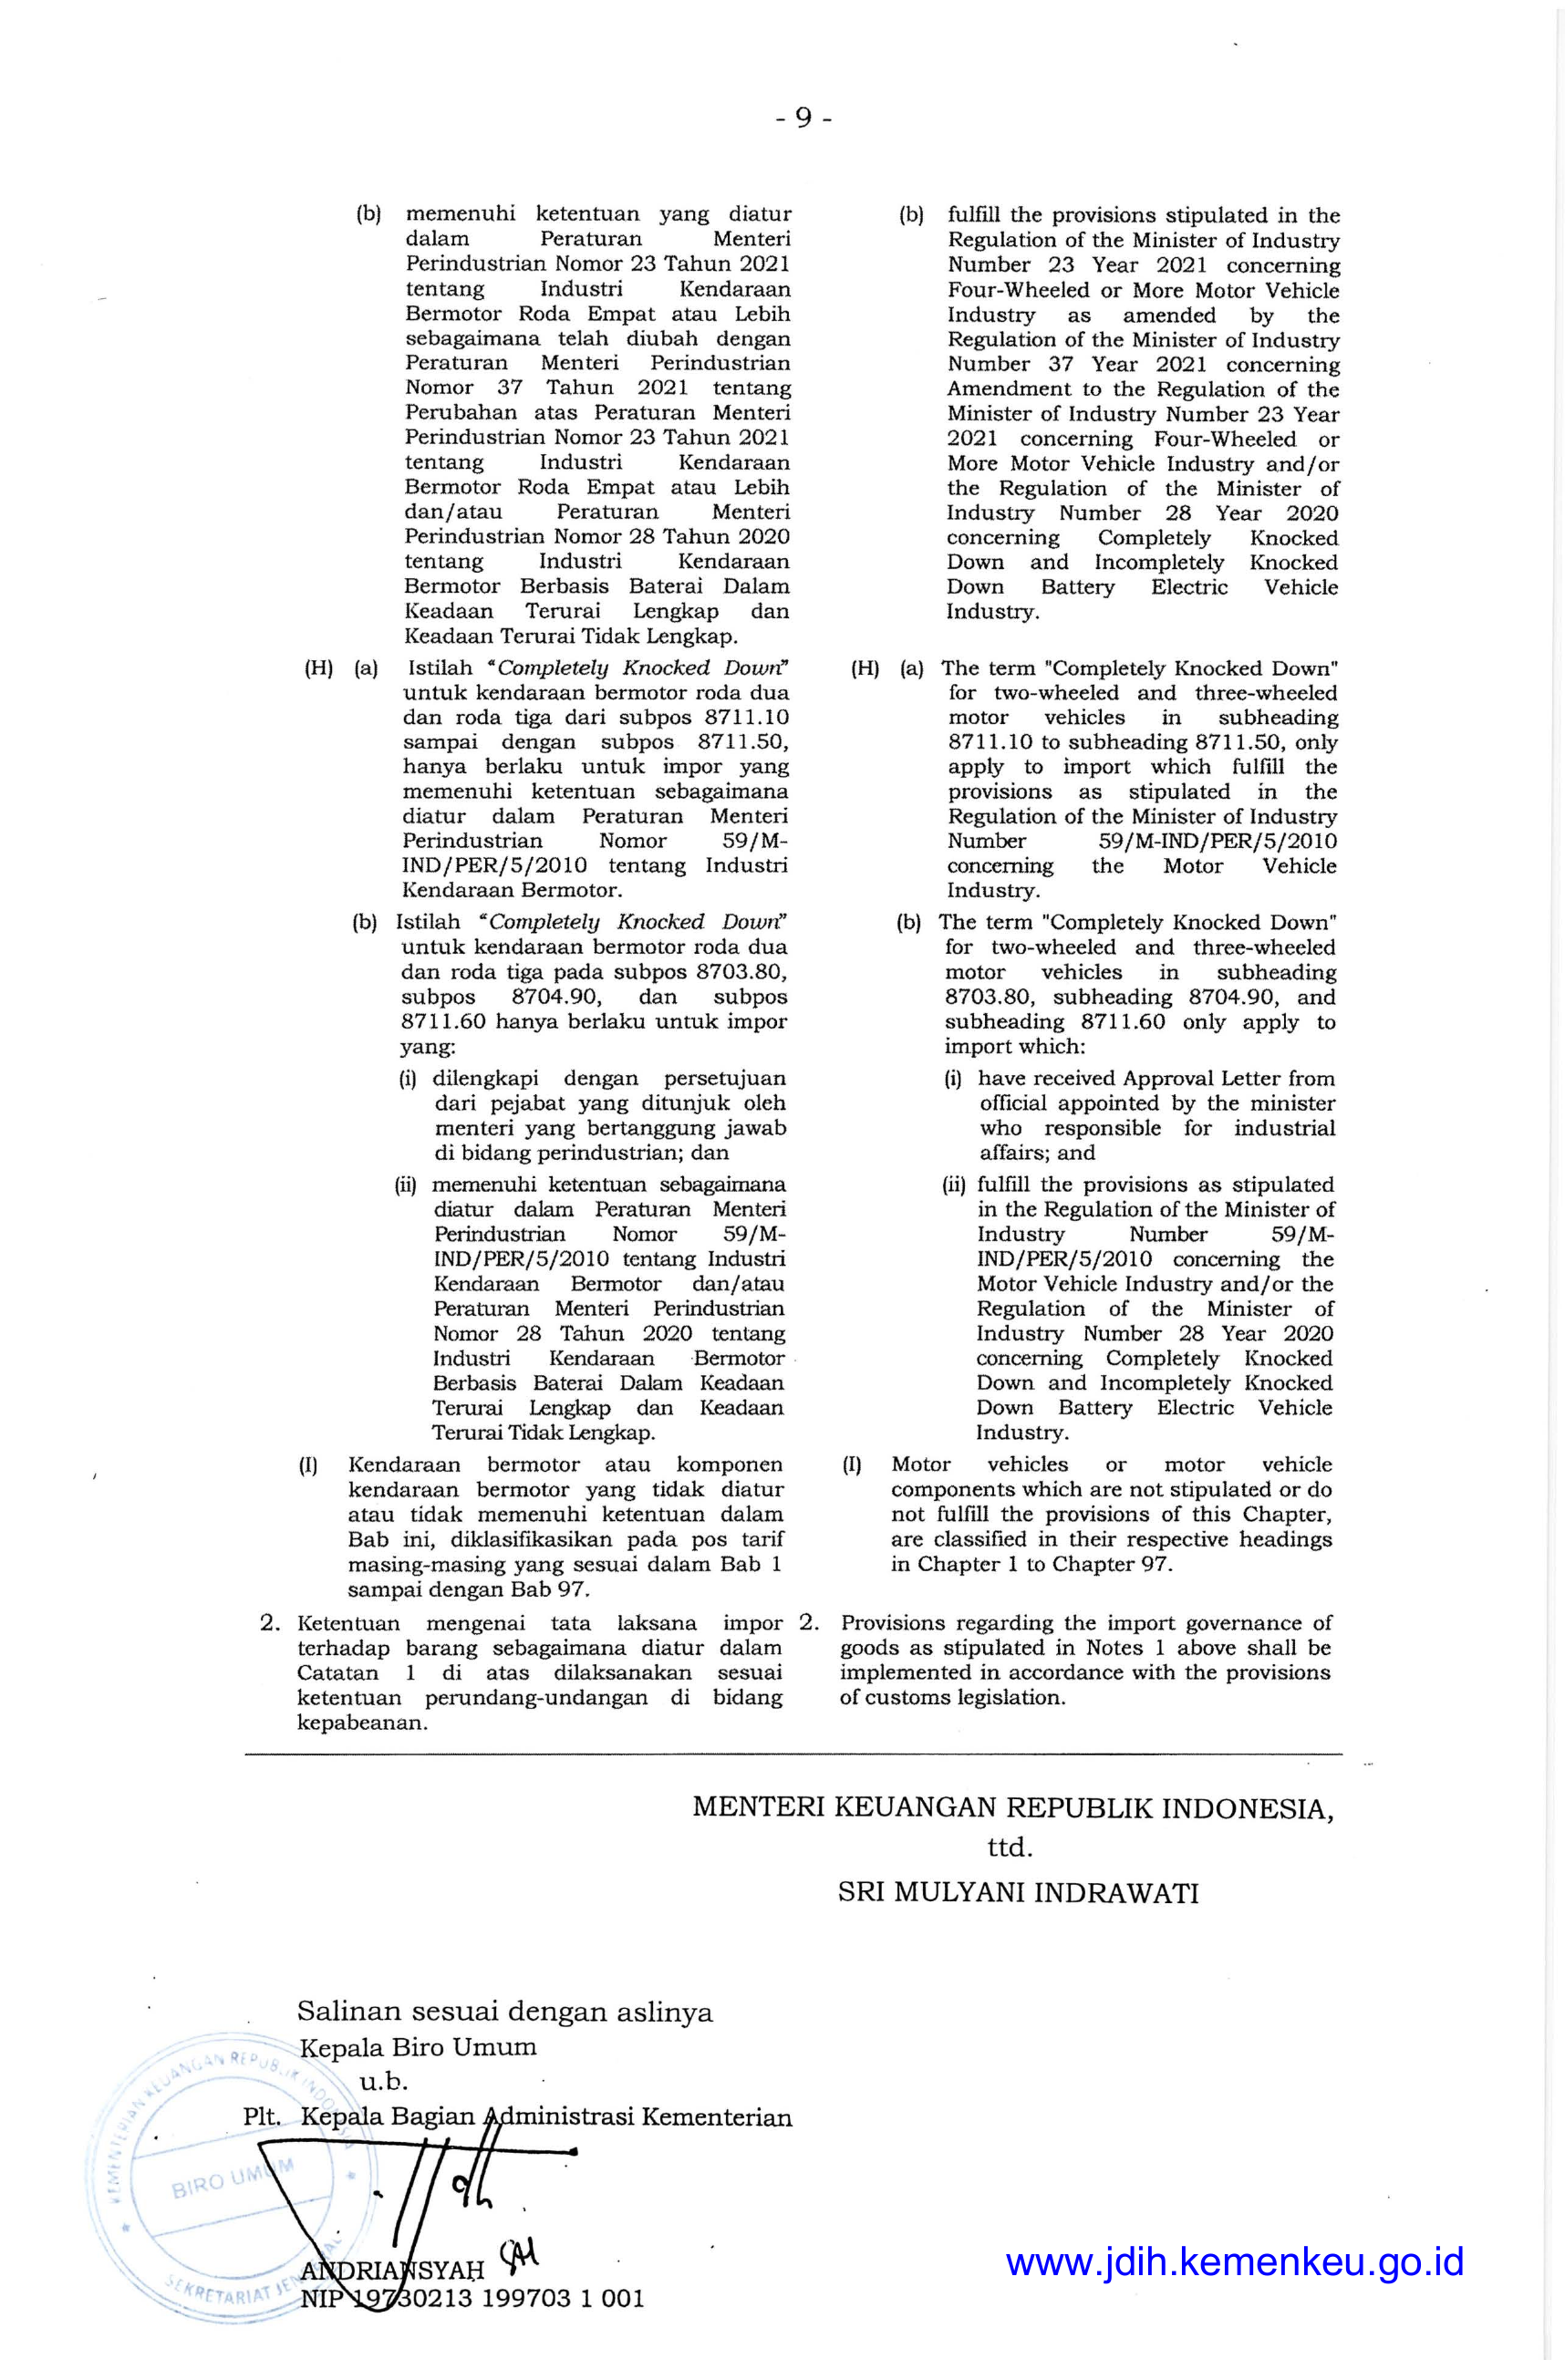 - 9 -
(b) memenuhi ketentuan yang diatur
dalam Peraturan Menteri
Perindustrian Nomor 23 Tahun 2021
tentang Industri Kendaraan
Bermotor Roda Empat atau Lebih
sebagaimana telah diubah dengan
Peraturan Menteri Perindustrian
Nomor 37 Tahun 2021 tentang
Perubahan atas Peraturan Menteri
Perindustrian Nomor 23 Tahun 2021
tentang Industri Kendaraan
Bermotor Roda Empat atau Lebih
dan/atau Peraturan Menteri
Perindustrian Nomor 28 Tahun 2020
tentang Industri Kendaraan
Bermotor Berbasis Baterai Dalam
Keadaan Terurai Lengkap dan
Keadaan Terurai Tidak Lengkap.
(H) (a) Istilah “Completely Knocked Down”
untuk kendaraan bermotor roda dua
dan roda tiga dari subpos 8711.10
sampai dengan subpos 8711.50,
hanya berlaku untuk impor yang
memenuhi ketentuan sebagaimana
diatur dalam Peraturan Menteri
Perindustrian Nomor 59/M-
IND/PER/5/2010 tentang Industri
Kendaraan Bermotor.
(b) Istilah “Completely Knocked Down”
untuk kendaraan bermotor roda dua
dan roda tiga pada subpos 8703.80,
subpos 8704.90, dan subpos
8711.60 hanya berlaku untuk impor
yang:
(i) dilengkapi dengan persetujuan
dari pejabat yang ditunjuk oleh
menteri yang bertanggung jawab
di bidang perindustrian; dan
(ii) memenuhi ketentuan sebagaimana
diatur dalam Peraturan Menteri
Perindustrian Nomor 59/M-
IND/PER/5/2010 tentang Industri
Kendaraan Bermotor dan/atau
Peraturan Menteri Perindustrian
Nomor 28 Tahun 2020 tentang
Industri Kendaraan Bermotor
Berbasis Baterai Dalam Keadaan
Terurai Lengkap dan Keadaan
Terurai Tidak Lengkap.
(I) Kendaraan bermotor atau komponen
kendaraan bermotor yang tidak diatur
atau tidak memenuhi ketentuan dalam
Bab ini, diklasifikasikan pada pos tarif
masing-masing yang sesuai dalam Bab 1
sampai dengan Bab 97.
2. Ketentuan mengenai tata laksana impor
terhadap barang sebagaimana diatur dalam
Catatan 1 di atas dilaksanakan sesuai
ketentuan perundang-undangan di bidang
kepabeanan.
(b) fulfill the provisions stipulated in the
Regulation of the Minister of Industry
Number 23 Year 2021 concerning
Four-Wheeled or More Motor Vehicle
Industry as amended by the
Regulation of the Minister of Industry
Number 37 Year 2021 concerning
Amendment to the Regulation of the
Minister of Industry Number 23 Year
2021 concerning Four-Wheeled or
More Motor Vehicle Industry and/or
the Regulation of the Minister of
Industry Number 28 Year 2020
concerning Completely Knocked
Down and Incompletely Knocked
Down Battery Electric Vehicle
Industry.
(H) (a) The term "Completely Knocked Down"
for two-wheeled and three-wheeled
motor vehicles in subheading
8711.10 to subheading 8711.50, only
apply to import which fulfill the
provisions as stipulated in the
Regulation of the Minister of Industry
Number 59/M-IND/PER/5/2010
concerning the Motor Vehicle
Industry.
(b) The term "Completely Knocked Down"
for two-wheeled and three-wheeled
motor vehicles in subheading
8703.80, subheading 8704.90, and
subheading 8711.60 only apply to
import which:
(i) have received Approval Letter from
official appointed by the minister
who responsible for industrial
affairs; and
(ii) fulfill the provisions as stipulated
in the Regulation of the Minister of
Industry Number 59/M-
IND/PER/5/2010 concerning the
Motor Vehicle Industry and/or the
Regulation of the Minister of
Industry Number 28 Year 2020
concerning Completely Knocked
Down and Incompletely Knocked
Down Battery Electric Vehicle
Industry.
(I) Motor vehicles or motor vehicle
components which are not stipulated or do
not fulfill the provisions of this Chapter,
are classified in their respective headings
in Chapter 1 to Chapter 97.
2. Provisions regarding the import governance of
goods as stipulated in Notes 1 above shall be
implemented in accordance with the provisions
of customs legislation.
MENTERI KEUANGAN REPUBLIK INDONESIA,
ttd.
SRI MULYANI INDRAWATI
Salinan sesuai dengan aslinya
Kepala Biro Umum
u.b.
Plt. Kepala Bagian Administrasi Kementerian
KEMENTERIAN KEUANGAN REPUBLIK INDONESIA
BIRO UMUM
SEKRETARIAT JENDERAL
ANDRIANSYAH
NIP 19730213 199703 1 001
www.jdih.kemenkeu.go.id